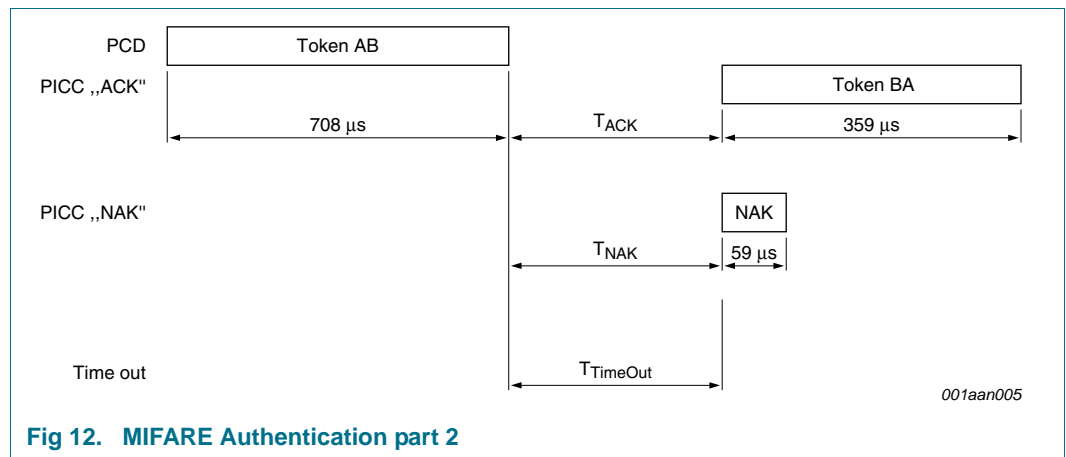 PCD Token AB
PICC ,,ACK" Token BA
708 µs TACK 359 µs
PICC ,,NAK" NAK
TNAK 59 µs
Time out TTimeOut
001aan005
Fig 12. MIFARE Authentication part 2